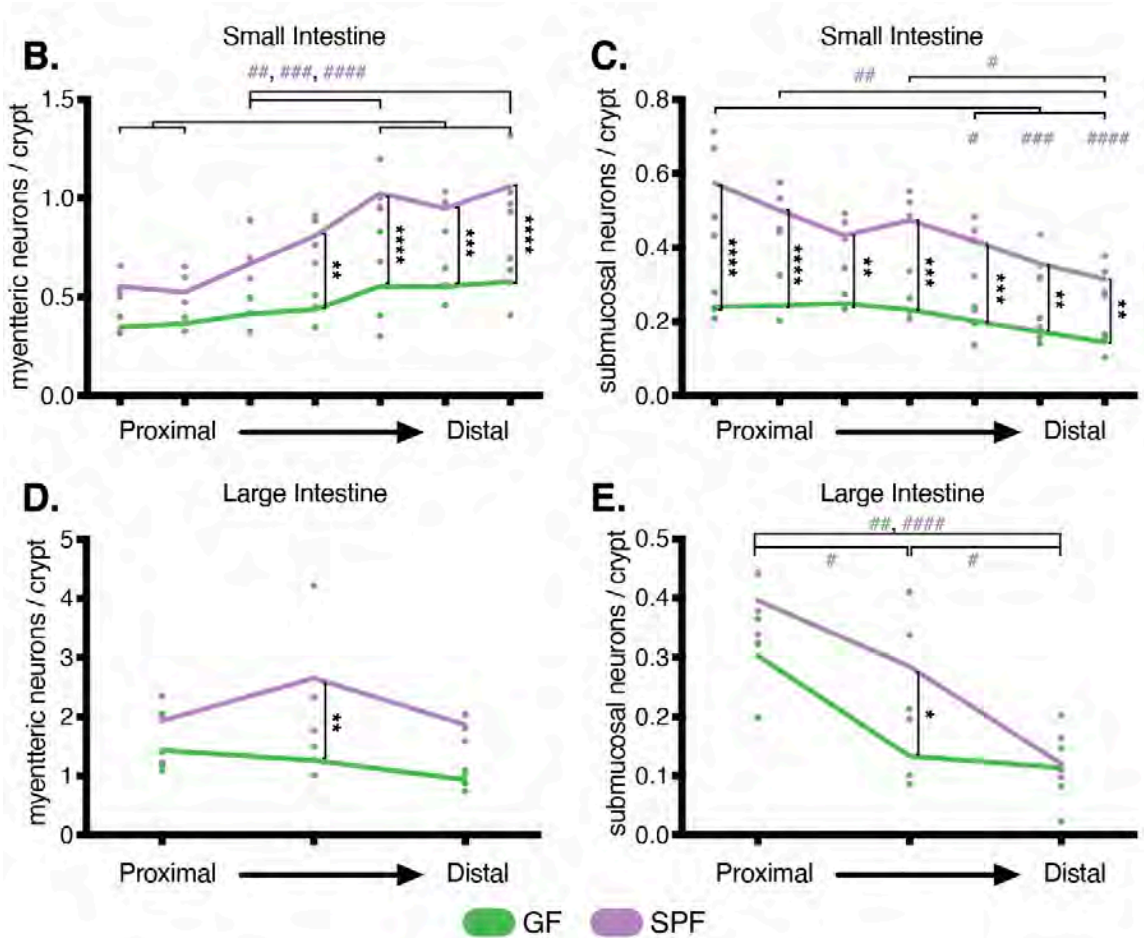 B.
Small Intestine
##, ###, ####
myentteric neurons / crypt
1.5
1.0
0.5
0.0
**
****
***
****
Proximal
Distal
C.
Small Intestine
#
##
#
###
####
submucosal neurons / crypt
0.8
0.6
0.4
0.2
0.0
****
****
**
***
***
**
**
Proximal
Distal
D.
Large Intestine
myentteric neurons / crypt
5
4
3
2
1
0
**
Proximal
Distal
E.
Large Intestine
##, ####
#
#
submucosal neurons / crypt
0.5
0.4
0.3
0.2
0.1
0.0
*
Proximal
Distal
GF
SPF